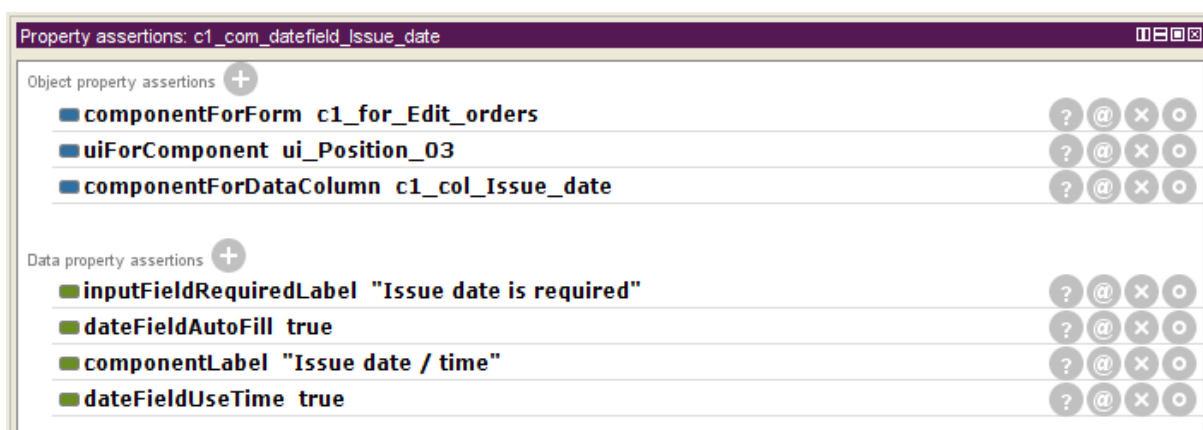 Property assertions: c1_com_datefield_Issue_date
Object property assertions
componentForForm c1_for_Edit_orders
uiForComponent ui_Position_03
componentForDataColumn c1_col_Issue_date
Data property assertions
inputFieldRequiredLabel "Issue date is required"
dateFieldAutoFill true
componentLabel "Issue date / time"
dateFieldUseTime true